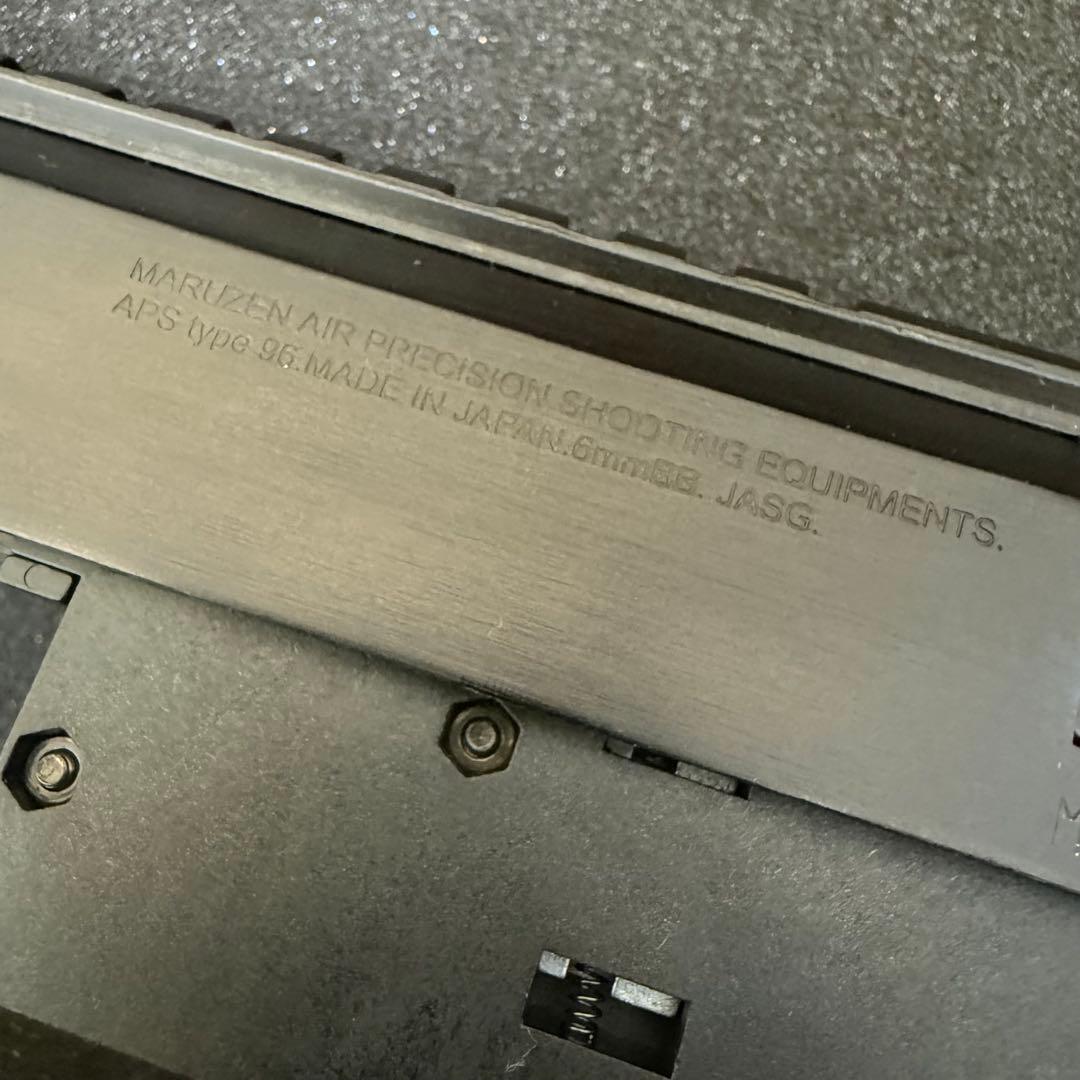 MARUZEN AIR PRECISION SHOOTING EQUIPMENTS.
APS type 96.MADE IN JAPAN.6mmBB. JASG.